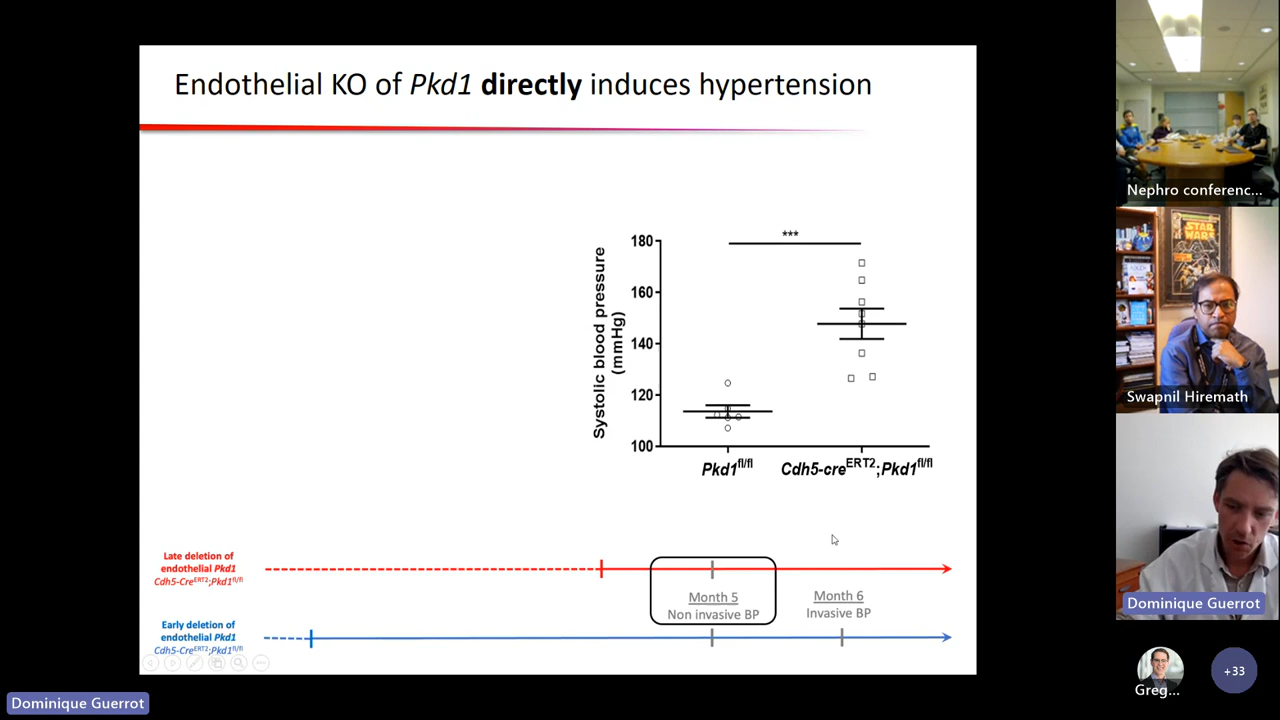 Endothelial KO of Pkd1 directly induces hypertension
Systolic blood pressure
(mmHg)
180
160
140
120
100
***
Pkd1fl/fl
Cdh5-creERT2;Pkd1fl/fl
Late deletion of
endothelial Pkd1
Cdh5-CreERT2;Pkd1fl/fl
Month 5
Non invasive BP
Month 6
Invasive BP
Early deletion of
endothelial Pkd1
Cdh5-CreERT2;Pkd1fl/fl
Nephro conferenc...
STAR
WARS
Swapnil Hiremath
Dominique Guerrot
Greg...
+33
Dominique Guerrot